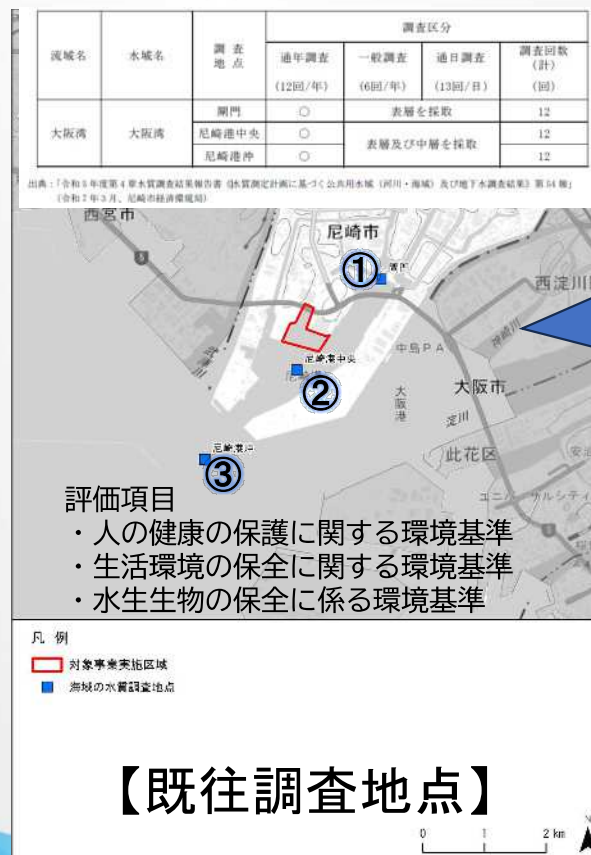 流域名
水域名
調査地点
調査区分
通年調査
(12回/年)
一般調査
(6回/年)
通日調査
(13回/日)
調査回数
(計)
(回)
大阪湾
大阪湾
閘門
○
表層を採取
12
尼崎港中央
○
表層及び中層を採取
12
尼崎港沖
○
12
出典:「令和5年度第4章水質調査結果報告書(水質測定計画に基づく公共用水域(河川・海域)及び地下水調査結果)第54報」
(令和7年3月、尼崎市経済環境局)
西宮市
尼崎市
① 閘門
5
西淀川
神崎川
武庫川
尼崎港中央
②
中島PA
大阪港
大阪市
淀川
尼崎港沖
③
此花区
評価項目
・人の健康の保護に関する環境基準
・生活環境の保全に関する環境基準
・水生生物の保全に係る環境基準
凡 例
対象事業実施区域
海域の水質調査地点
【既往調査地点】
0 1 2 km
N